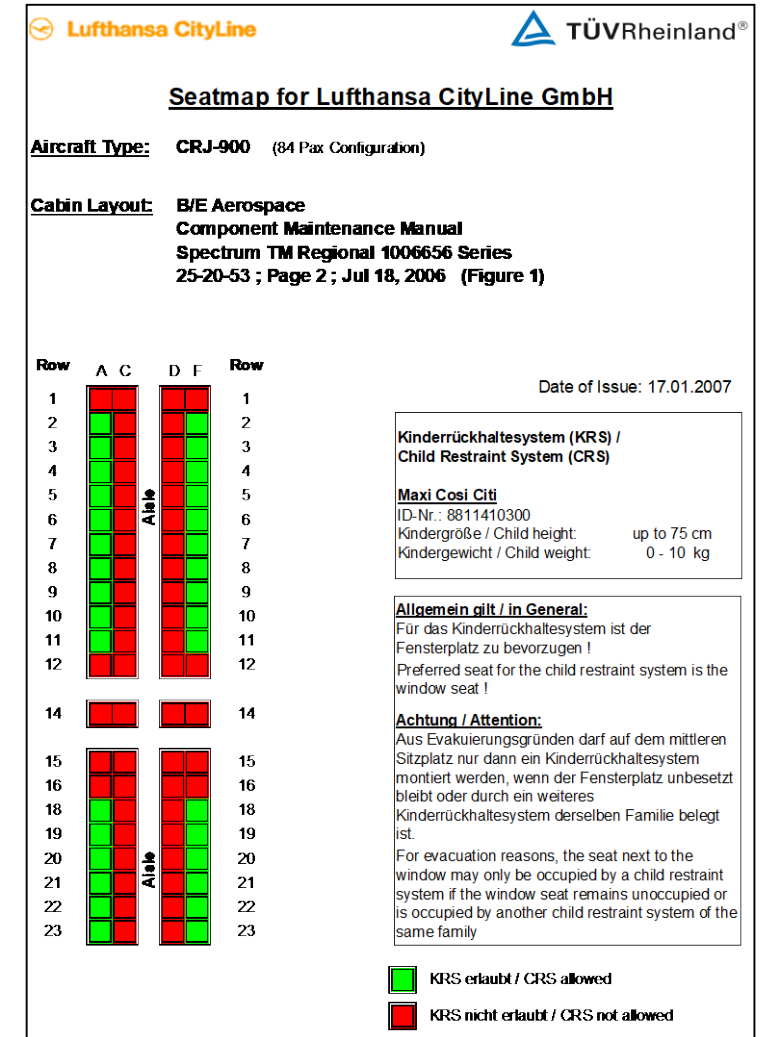 Lufthansa CityLine
TÜVRheinland®
Seatmap for Lufthansa CityLine GmbH
Aircraft Type: CRJ-900 (84 Pax Configuration)
Cabin Layout: B/E Aerospace
Component Maintenance Manual
Spectrum TM Regional 1006656 Series
25-20-53 ; Page 2 ; Jul 18, 2006 (Figure 1)
Row A C D F Row
1 1
2 2
3 3
4 4
5 5
6 6
7 7
8 8
9 9
10 10
11 11
12 12
14 14
15 15
16 16
18 18
19 19
20 20
21 21
22 22
23 23
Aisle
Aisle
Date of Issue: 17.01.2007
Kinderrückhaltesystem (KRS) /
Child Restraint System (CRS)
Maxi Cosi Citi
ID-Nr.: 8811410300
Kindergröße / Child height: up to 75 cm
Kindergewicht / Child weight: 0 - 10 kg
Allgemein gilt / in General:
Für das Kinderrückhaltesystem ist der
Fensterplatz zu bevorzugen !
Preferred seat for the child restraint system is the
window seat !
Achtung / Attention:
Aus Evakuierungsgründen darf auf dem mittleren
Sitzplatz nur dann ein Kinderrückhaltesystem
montiert werden, wenn der Fensterplatz unbesetzt
bleibt oder durch ein weiteres
Kinderrückhaltesystem derselben Familie belegt
ist.
For evacuation reasons, the seat next to the
window may only be occupied by a child restraint
system if the window seat remains unoccupied or
is occupied by another child restraint system of the
same family
KRS erlaubt / CRS allowed
KRS nicht erlaubt / CRS not allowed